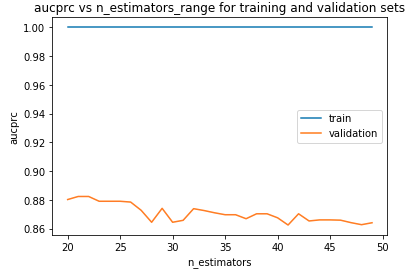 aucprc vs n_estimators_range for training and validation sets
1.00
0.98
0.96
0.94
0.92
0.90
0.88
0.86
aucprc
train
validation
20 25 30 35 40 45 50
n_estimators